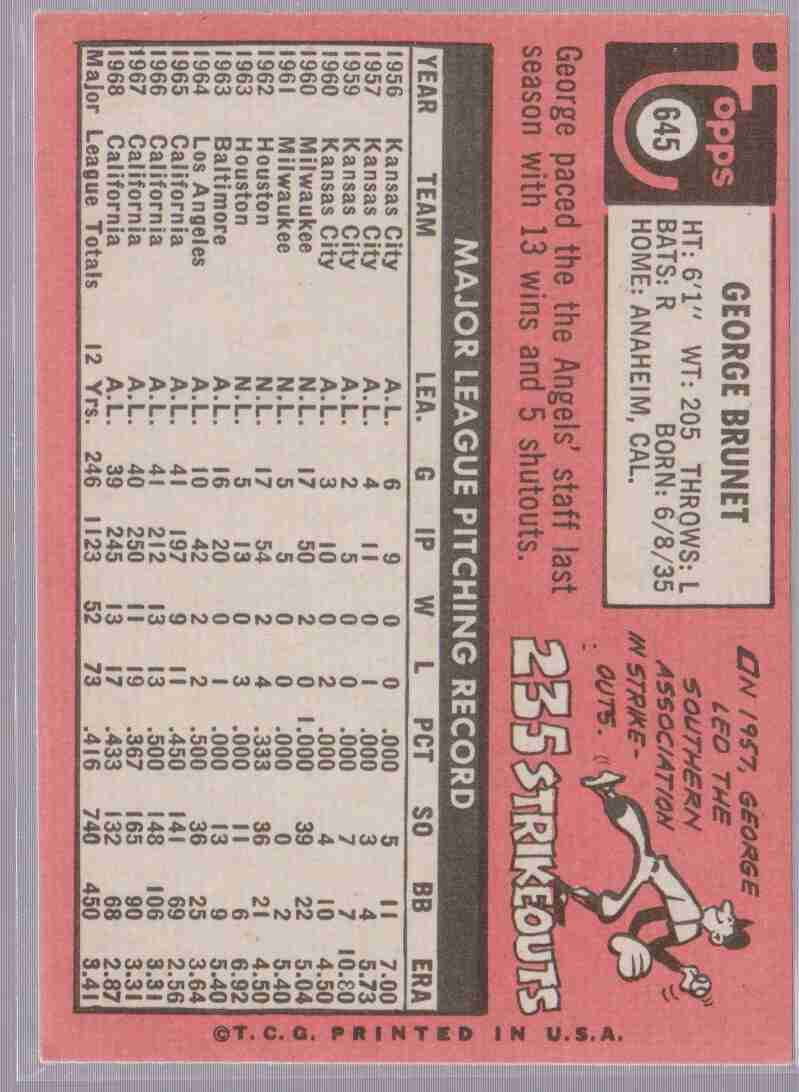 Topps
645
GEORGE BRUNET
HT: 6'1" WT: 205 THROWS: L
BATS: R BORN: 6/8/35
HOME: ANAHEIM, CAL.
George paced the the Angels' staff last
season with 13 wins and 5 shutouts.
IN 1957, GEORGE
LED THE
SOUTHERN
ASSOCIATION
IN STRIKE-
OUTS.
235 STRIKEOUTS
MAJOR LEAGUE PITCHING RECORD
YEAR TEAM LEA. G IP W L PCT SO BB ERA
1956 Kansas City A.L. 6 9 0 0 .000 5 11 7.00
1957 Kansas City A.L. 4 11 0 1 .000 3 4 5.73
1959 Kansas City A.L. 2 5 0 0 .000 7 7 10.80
1960 Kansas City A.L. 3 10 0 2 .000 4 10 4.50
1960 Milwaukee N.L. 17 50 2 0 1.000 39 22 5.04
1961 Milwaukee N.L. 5 5 0 0 .000 0 2 5.40
1962 Houston N.L. 17 54 2 4 .333 36 21 4.50
1963 Houston N.L. 5 13 0 3 .000 11 6 6.92
1963 Baltimore A.L. 16 20 0 1 .000 13 9 5.40
1964 Los Angeles A.L. 10 42 2 2 .500 36 25 3.64
1965 California A.L. 41 197 9 11 .450 141 69 2.56
1966 California A.L. 41 212 13 13 .500 148 106 3.31
1967 California A.L. 40 250 11 19 .367 165 90 3.31
1968 California A.L. 39 245 13 17 .433 132 68 2.87
Major League Totals 12 Yrs. 246 1123 52 73 .416 740 450 3.41
©T.C.G. PRINTED IN U.S.A.